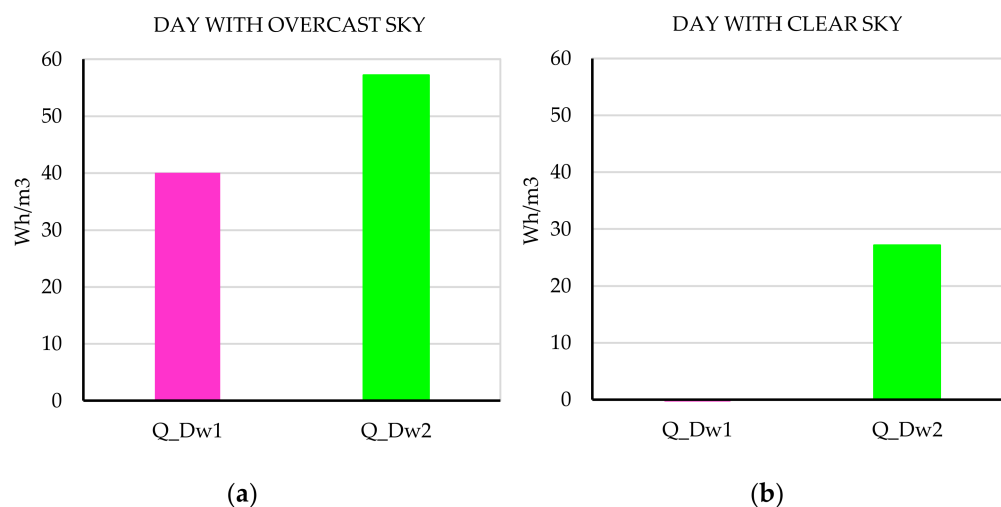 DAY WITH OVERCAST SKY
60
50
40
30
20
10
0
Wh/m3
Q_Dw1 Q_Dw2
(a)
DAY WITH CLEAR SKY
60
50
40
30
20
10
0
Wh/m3
Q_Dw1 Q_Dw2
(b)